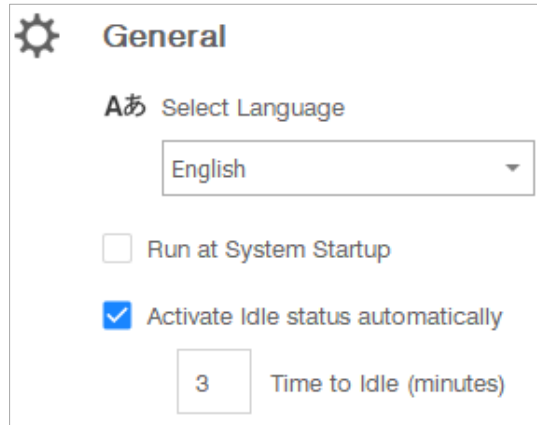 General
Aあ Select Language
English
Run at System Startup
Activate Idle status automatically
3 Time to Idle (minutes)